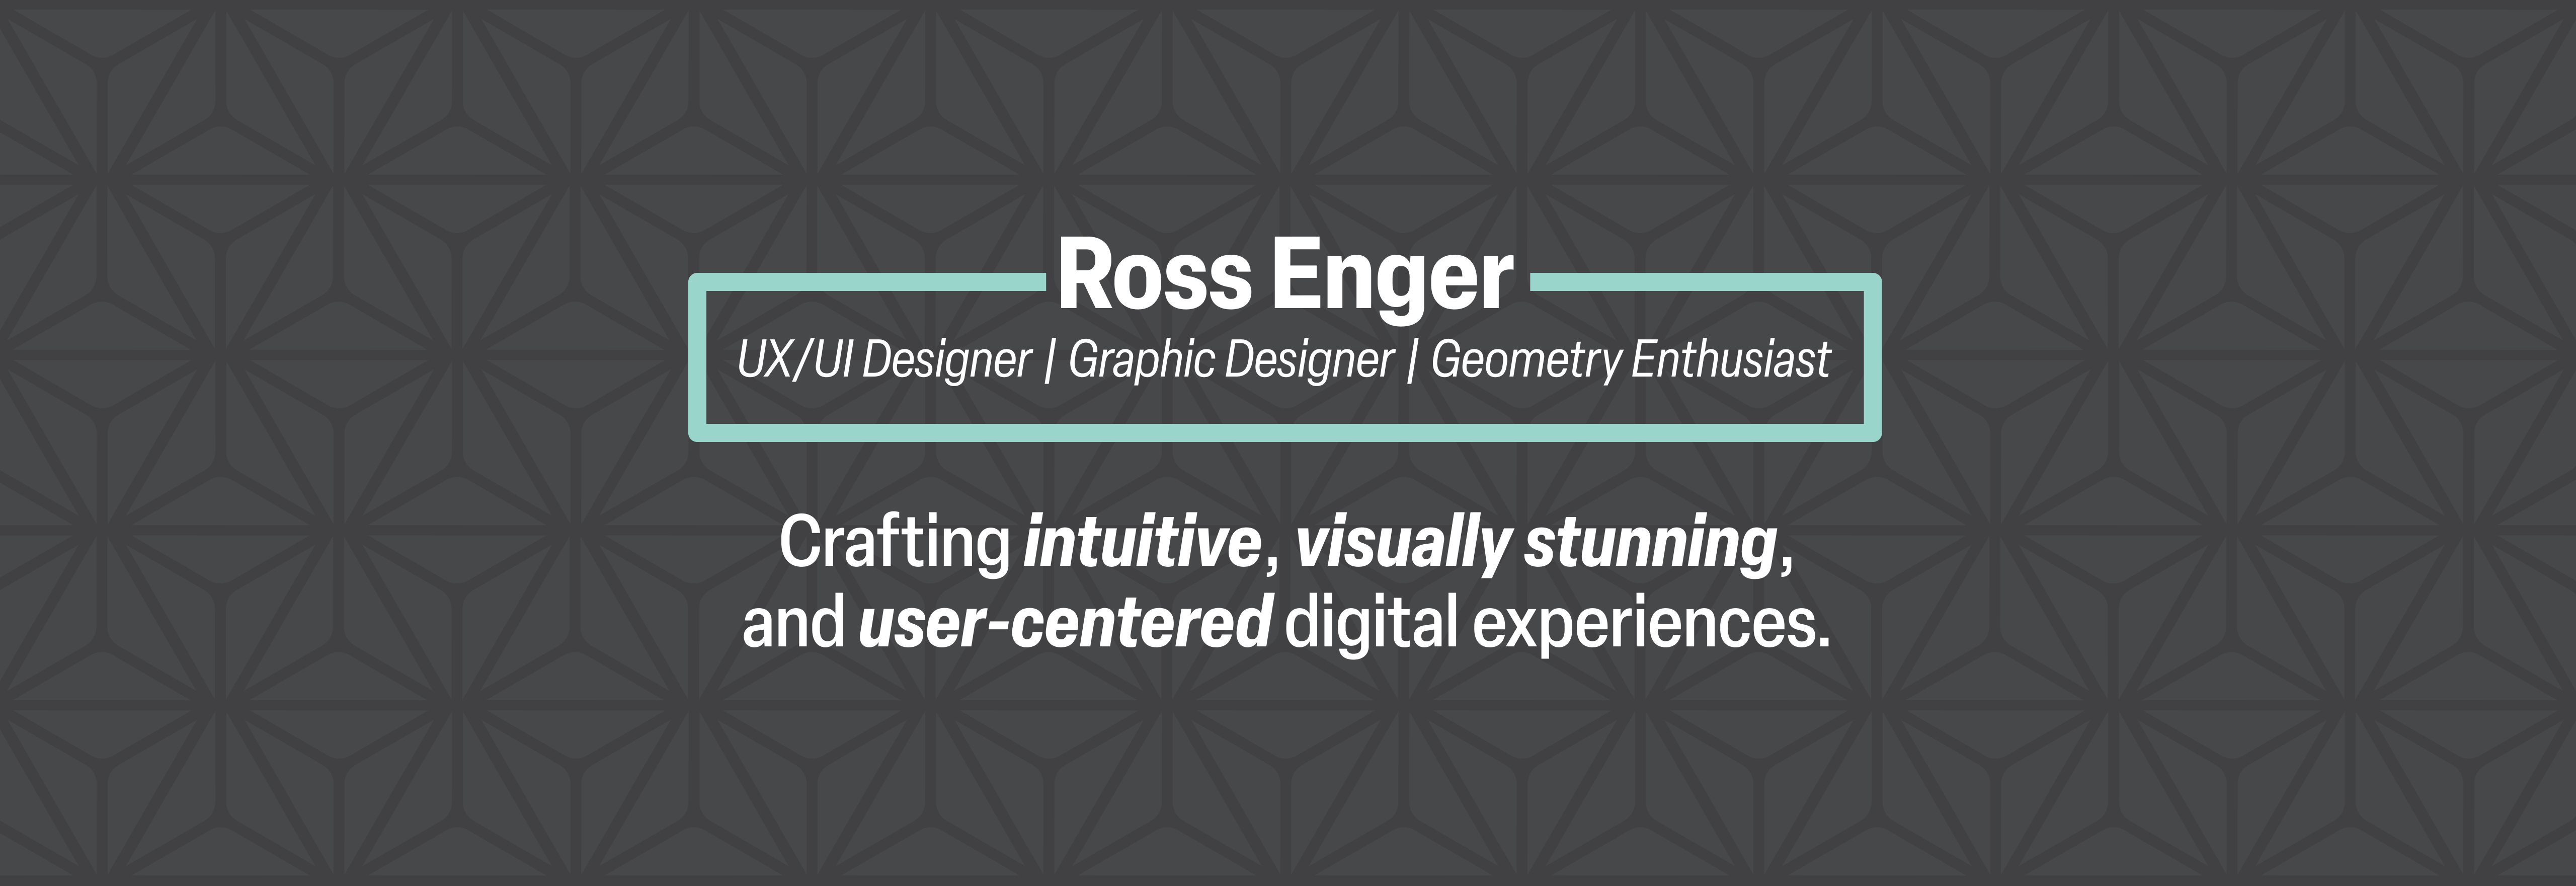 Ross Enger
UX/UI Designer | Graphic Designer | Geometry Enthusiast
Crafting intuitive, visually stunning,
and user-centered digital experiences.